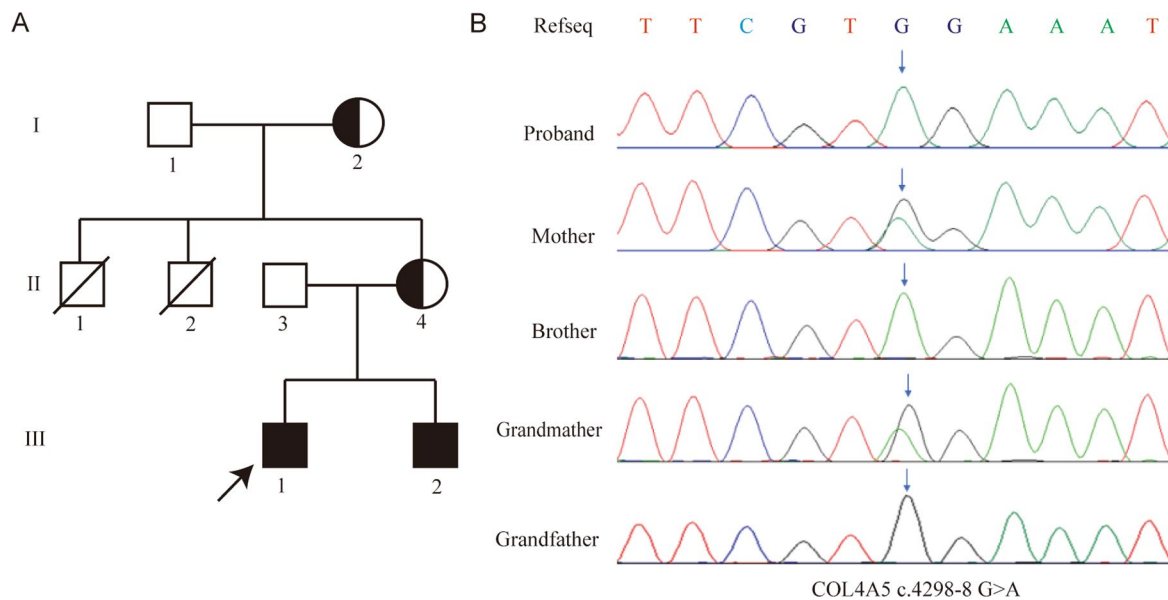 A
I
1
2
II
1
2
3
4
III
1
2
B
Refseq T T C G T G G A A A T
Proband
Mother
Brother
Grandmather
Grandfather
COL4A5 c.4298-8 G>A